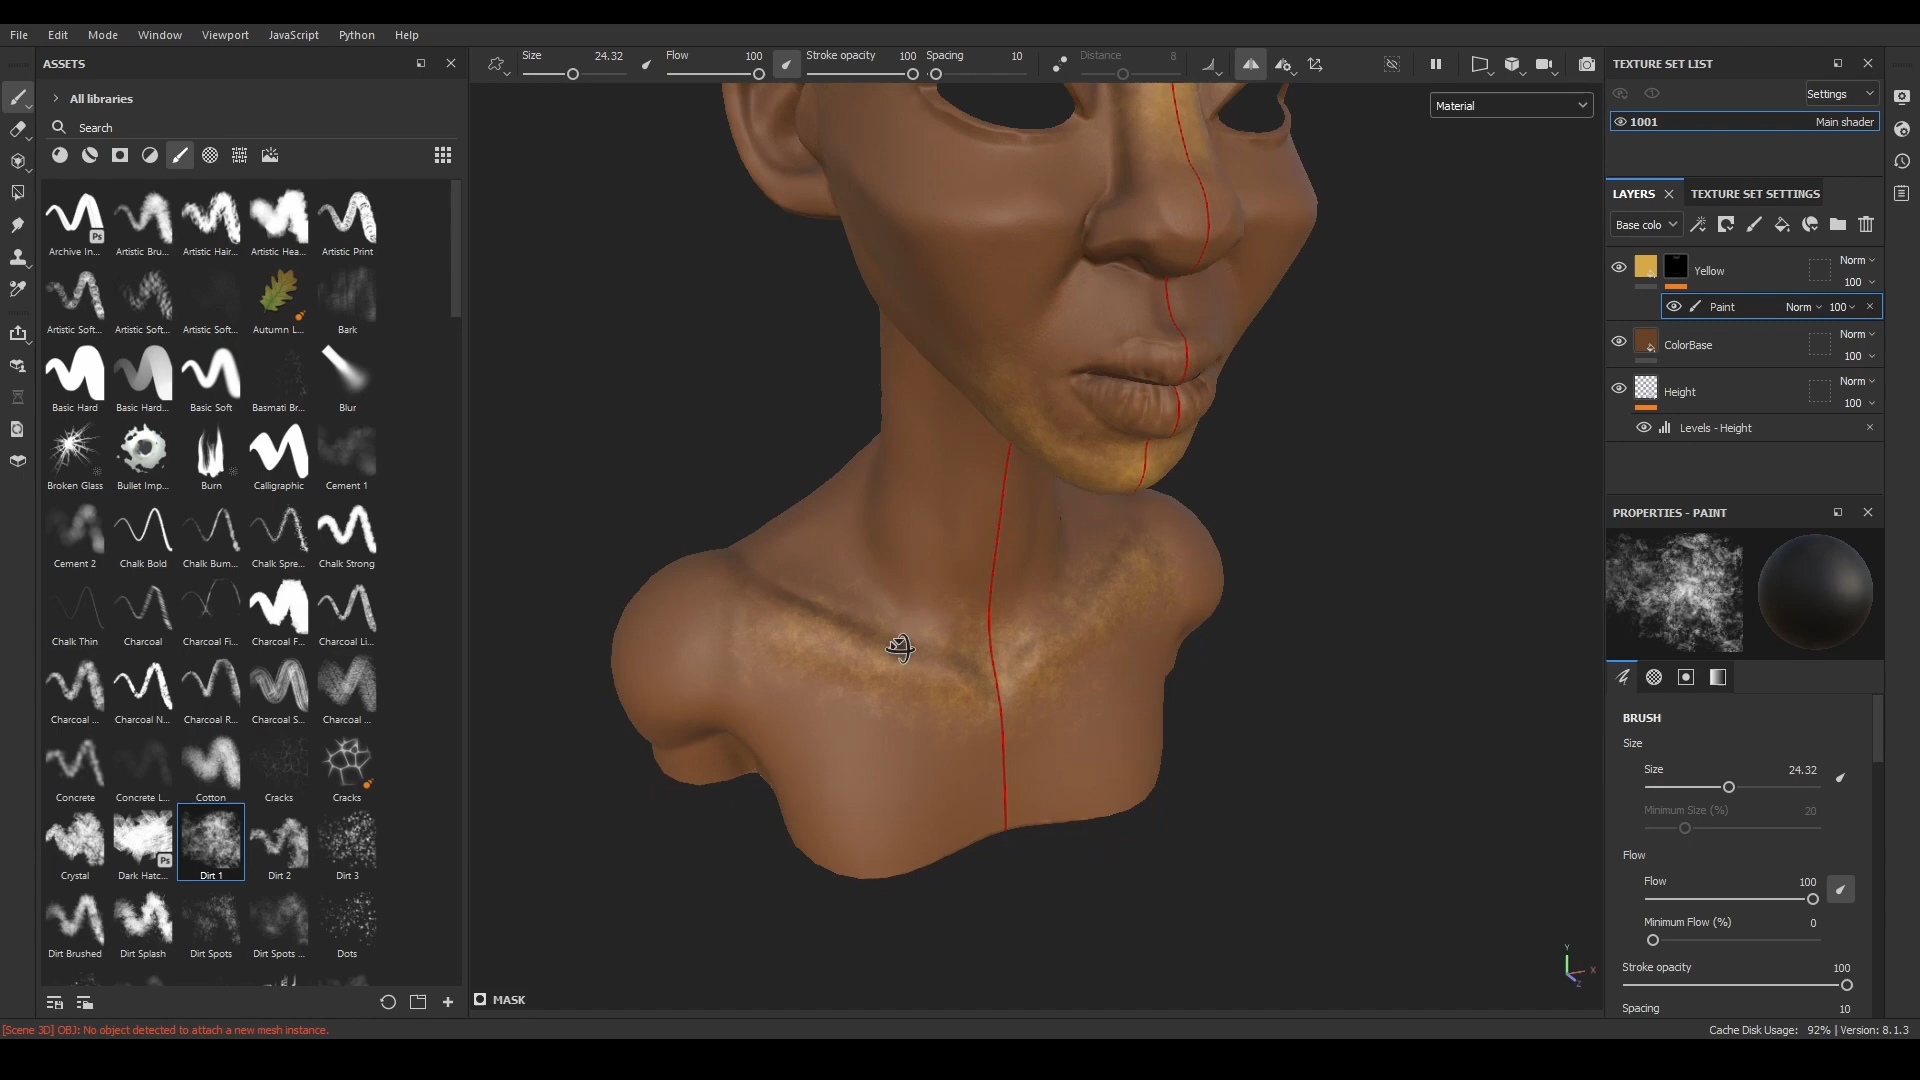 File Edit Mode Window Viewport JavaScript Python Help
ASSETS
All libraries
Search
Archive In... Artistic Bru... Artistic Hair... Artistic Hea... Artistic Print
Ps
Artistic Soft... Artistic Soft... Artistic Soft... Autumn L... Bark
Basic Hard Basic Hard... Basic Soft Basmati Br... Blur
Broken Glass Bullet Imp... Burn Calligraphic Cement 1
Cement 2 Chalk Bold Chalk Bum... Chalk Spre... Chalk Strong
Chalk Thin Charcoal Charcoal Fi... Charcoal F... Charcoal Li...
Charcoal ... Charcoal N... Charcoal R... Charcoal S... Charcoal ...
Concrete Concrete L... Cotton Cracks Cracks
Ps
Crystal Dark Hatc... Dirt 1 Dirt 2 Dirt 3
Dirt Brushed Dirt Splash Dirt Spots Dirt Spots ... Dots
Size 24.32 Flow 100 Stroke opacity 100 Spacing 10 Distance 8
Material
Y
X
Z
MASK
TEXTURE SET LIST
Settings
1001 Main shader
LAYERS TEXTURE SET SETTINGS
Base colo
Yellow Norm
100
Paint Norm 100
ColorBase Norm
100
Height Norm
100
Levels - Height
PROPERTIES - PAINT
BRUSH
Size
Size 24.32
Minimum Size (%) 20
Flow
Flow 100
Minimum Flow (%) 0
Stroke opacity 100
Spacing 10
[Scene 3D] OBJ: No object detected to attach a new mesh instance.
Cache Disk Usage: 92% | Version: 8.1.3